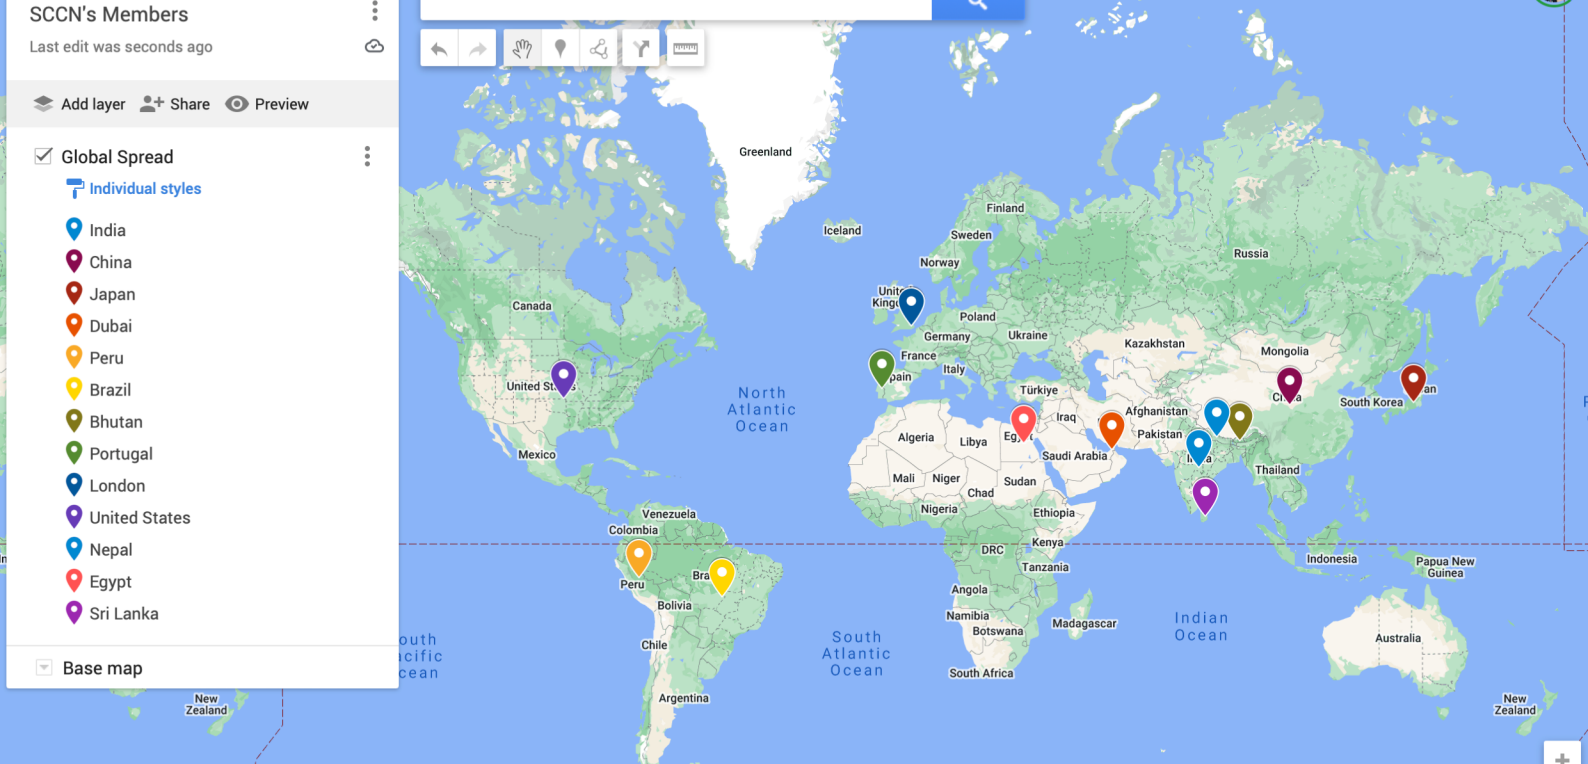 SCCN's Members
Last edit was seconds ago
Add layer
Share
Preview
Global Spread
Individual styles
India
China
Japan
Dubai
Peru
Brazil
Bhutan
Portugal
London
United States
Nepal
Egypt
Sri Lanka
Base map
Greenland
Finland
Iceland
Sweden
Norway
Russia
Canada
Poland
Germany
Ukraine
France
Kazakhstan
Mongolia
Italy
United
Türkiye
South Korea
North
Atlantic
Ocean
Iraq
Afghanistan
Algeria
Libya
Pakistan
Mexico
Saudi Arabia
Mali
Niger
Sudan
Thailand
Chad
Venezuela
Nigeria
Ethiopia
Colombia
Kenya
DRC
Indonesia
Papua New
Guinea
Tanzania
Peru
Angola
Bolivia
Namibia
Madagascar
Botswana
Indian
Ocean
Australia
Chile
South
Atlantic
Ocean
South Africa
Argentina
New
Zealand
New
Zealand